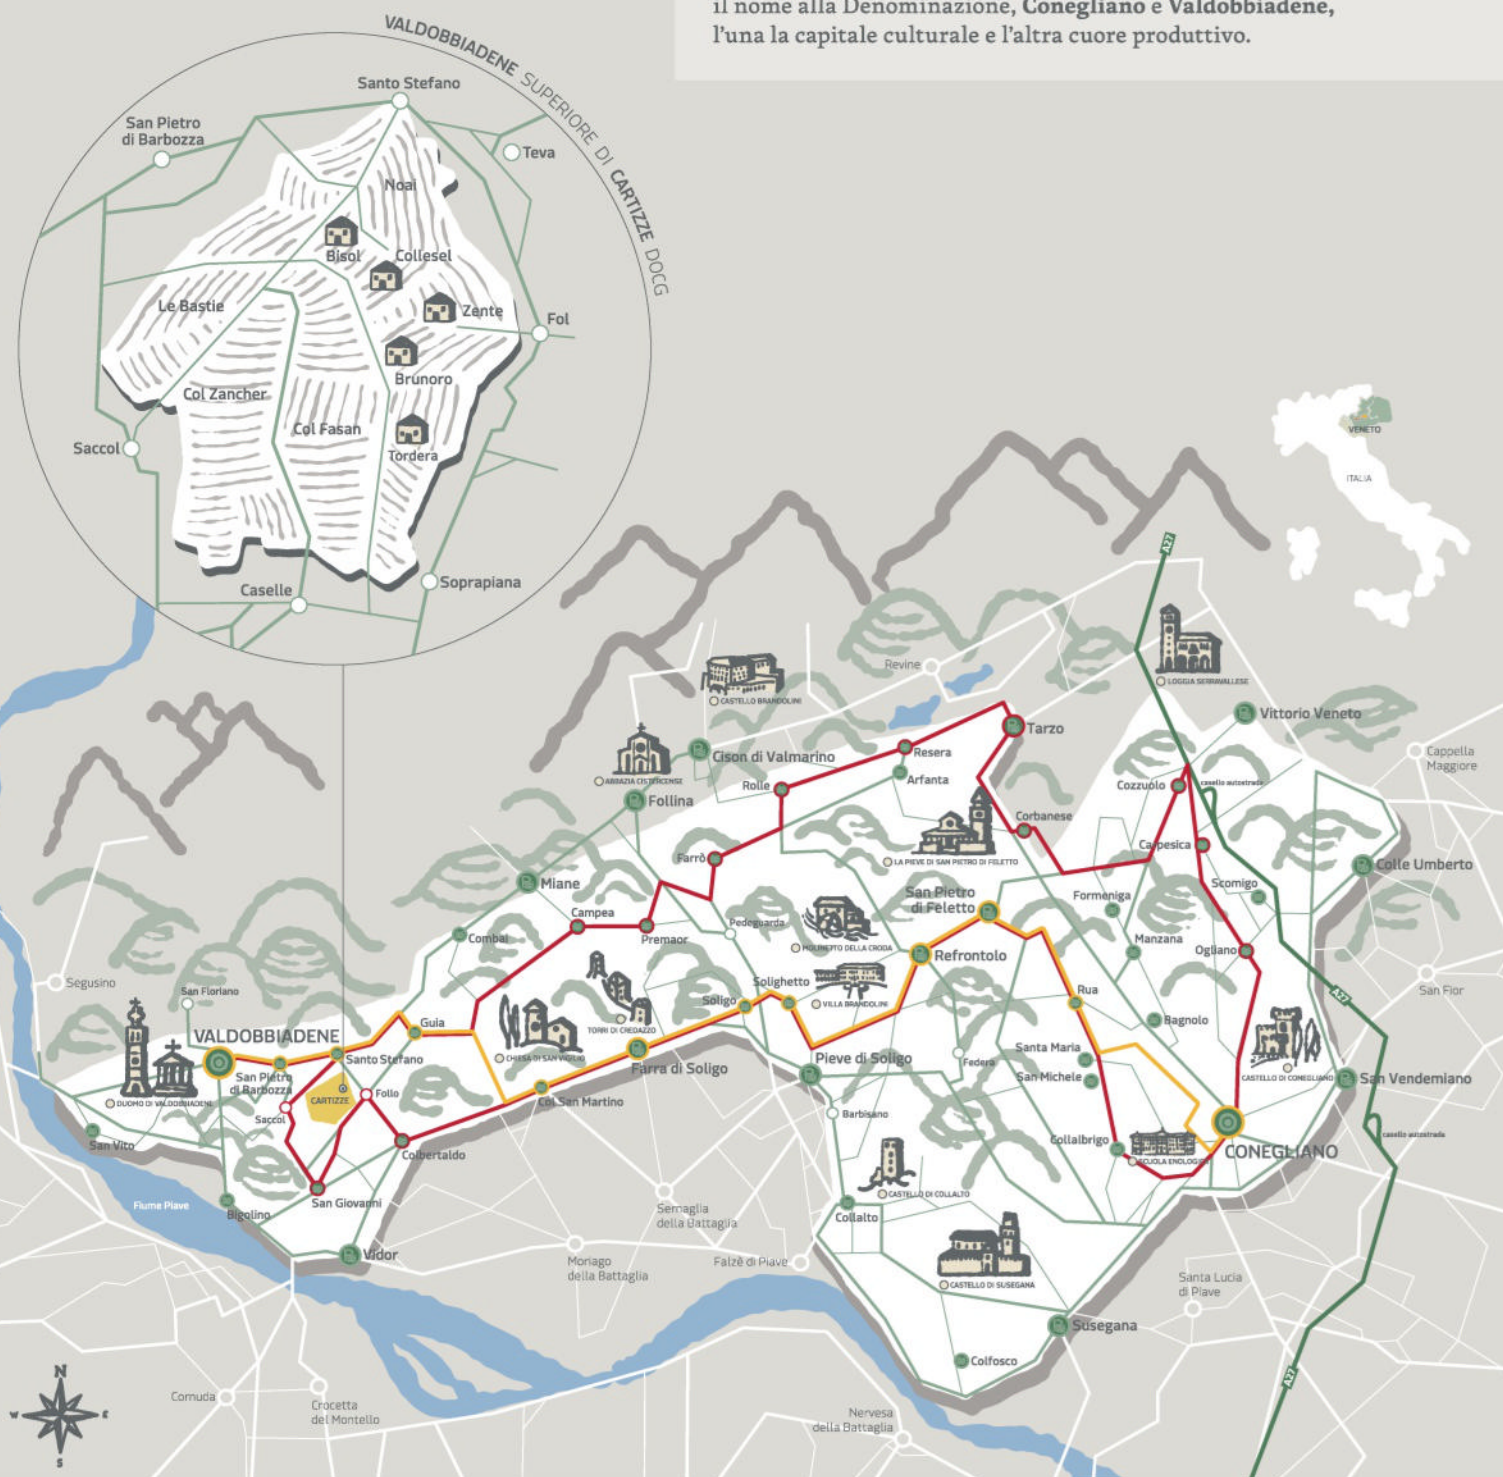 il nome alla Denominazione, Conegliano e Valdobbiadene,
l'una la capitale culturale e l'altra cuore produttivo.
VALDOBBIADENE SUPERIORE DI CARTIZZE DOCG
Santo Stefano
San Pietro
di Barbozza
Teva
Noai
Bisol
Collesel
Le Bastie
Zente
Fol
Brunoro
Col Zancher
Col Fasan
Tordera
Saccol
Caselle
Soprapiana
VENETO
ITALIA
A27
Revine
LOGGIA SERRAVALLESE
CASTELLO BRANDOLINI
Vittorio Veneto
Tarzo
Cison di Valmarino
Resera
Cappella
Maggiore
ABBAZIA CISTERCENSE
Rolle
Arfanta
Cozzuolo
casello autostrada
Follina
Corbanese
Carpesica
Farrò
LA PIEVE DI SAN PIETRO DI FELETTO
Colle Umberto
Miane
San Pietro
di Feletto
Formeniga
Scomigo
Campea
Pedeguarda
Combai
Premaor
MOLINETTO DELLA CRODA
Manzana
Ogliano
Refrontolo
Segusino
San Floriano
Solighetto
Soligo
VILLA BRANDOLINI
Rua
San Fior
A27
Guia
TORRI DI CREDAZZO
Bagnolo
VALDOBBIADENE
Santo Stefano
CHIESA DI SAN VIGILIO
Farra di Soligo
Pieve di Soligo
Federa
Santa Maria
San Michele
CASTELLO DI CONEGLIANO
San Vendemiano
San Pietro
di Barbozza
DUOMO DI VALDOBBIADENE
CARTIZZE
Follo
Col San Martino
Saccol
Barbisano
San Vito
Colbertaldo
Collalbrigo
SCUOLA ENOLOGICA
CONEGLIANO
casello autostrada
Fiume Piave
Bigolino
San Giovanni
CASTELLO DI COLLALTO
Collalto
Sernaglia
della Battaglia
Vidor
Moriago
della Battaglia
Falzè di Piave
CASTELLO DI SUSEGANA
Santa Lucia
di Piave
Susegana
Colfosco
A27
N
W
E
S
Cornuda
Crocetta
del Montello
Nervesa
della Battaglia